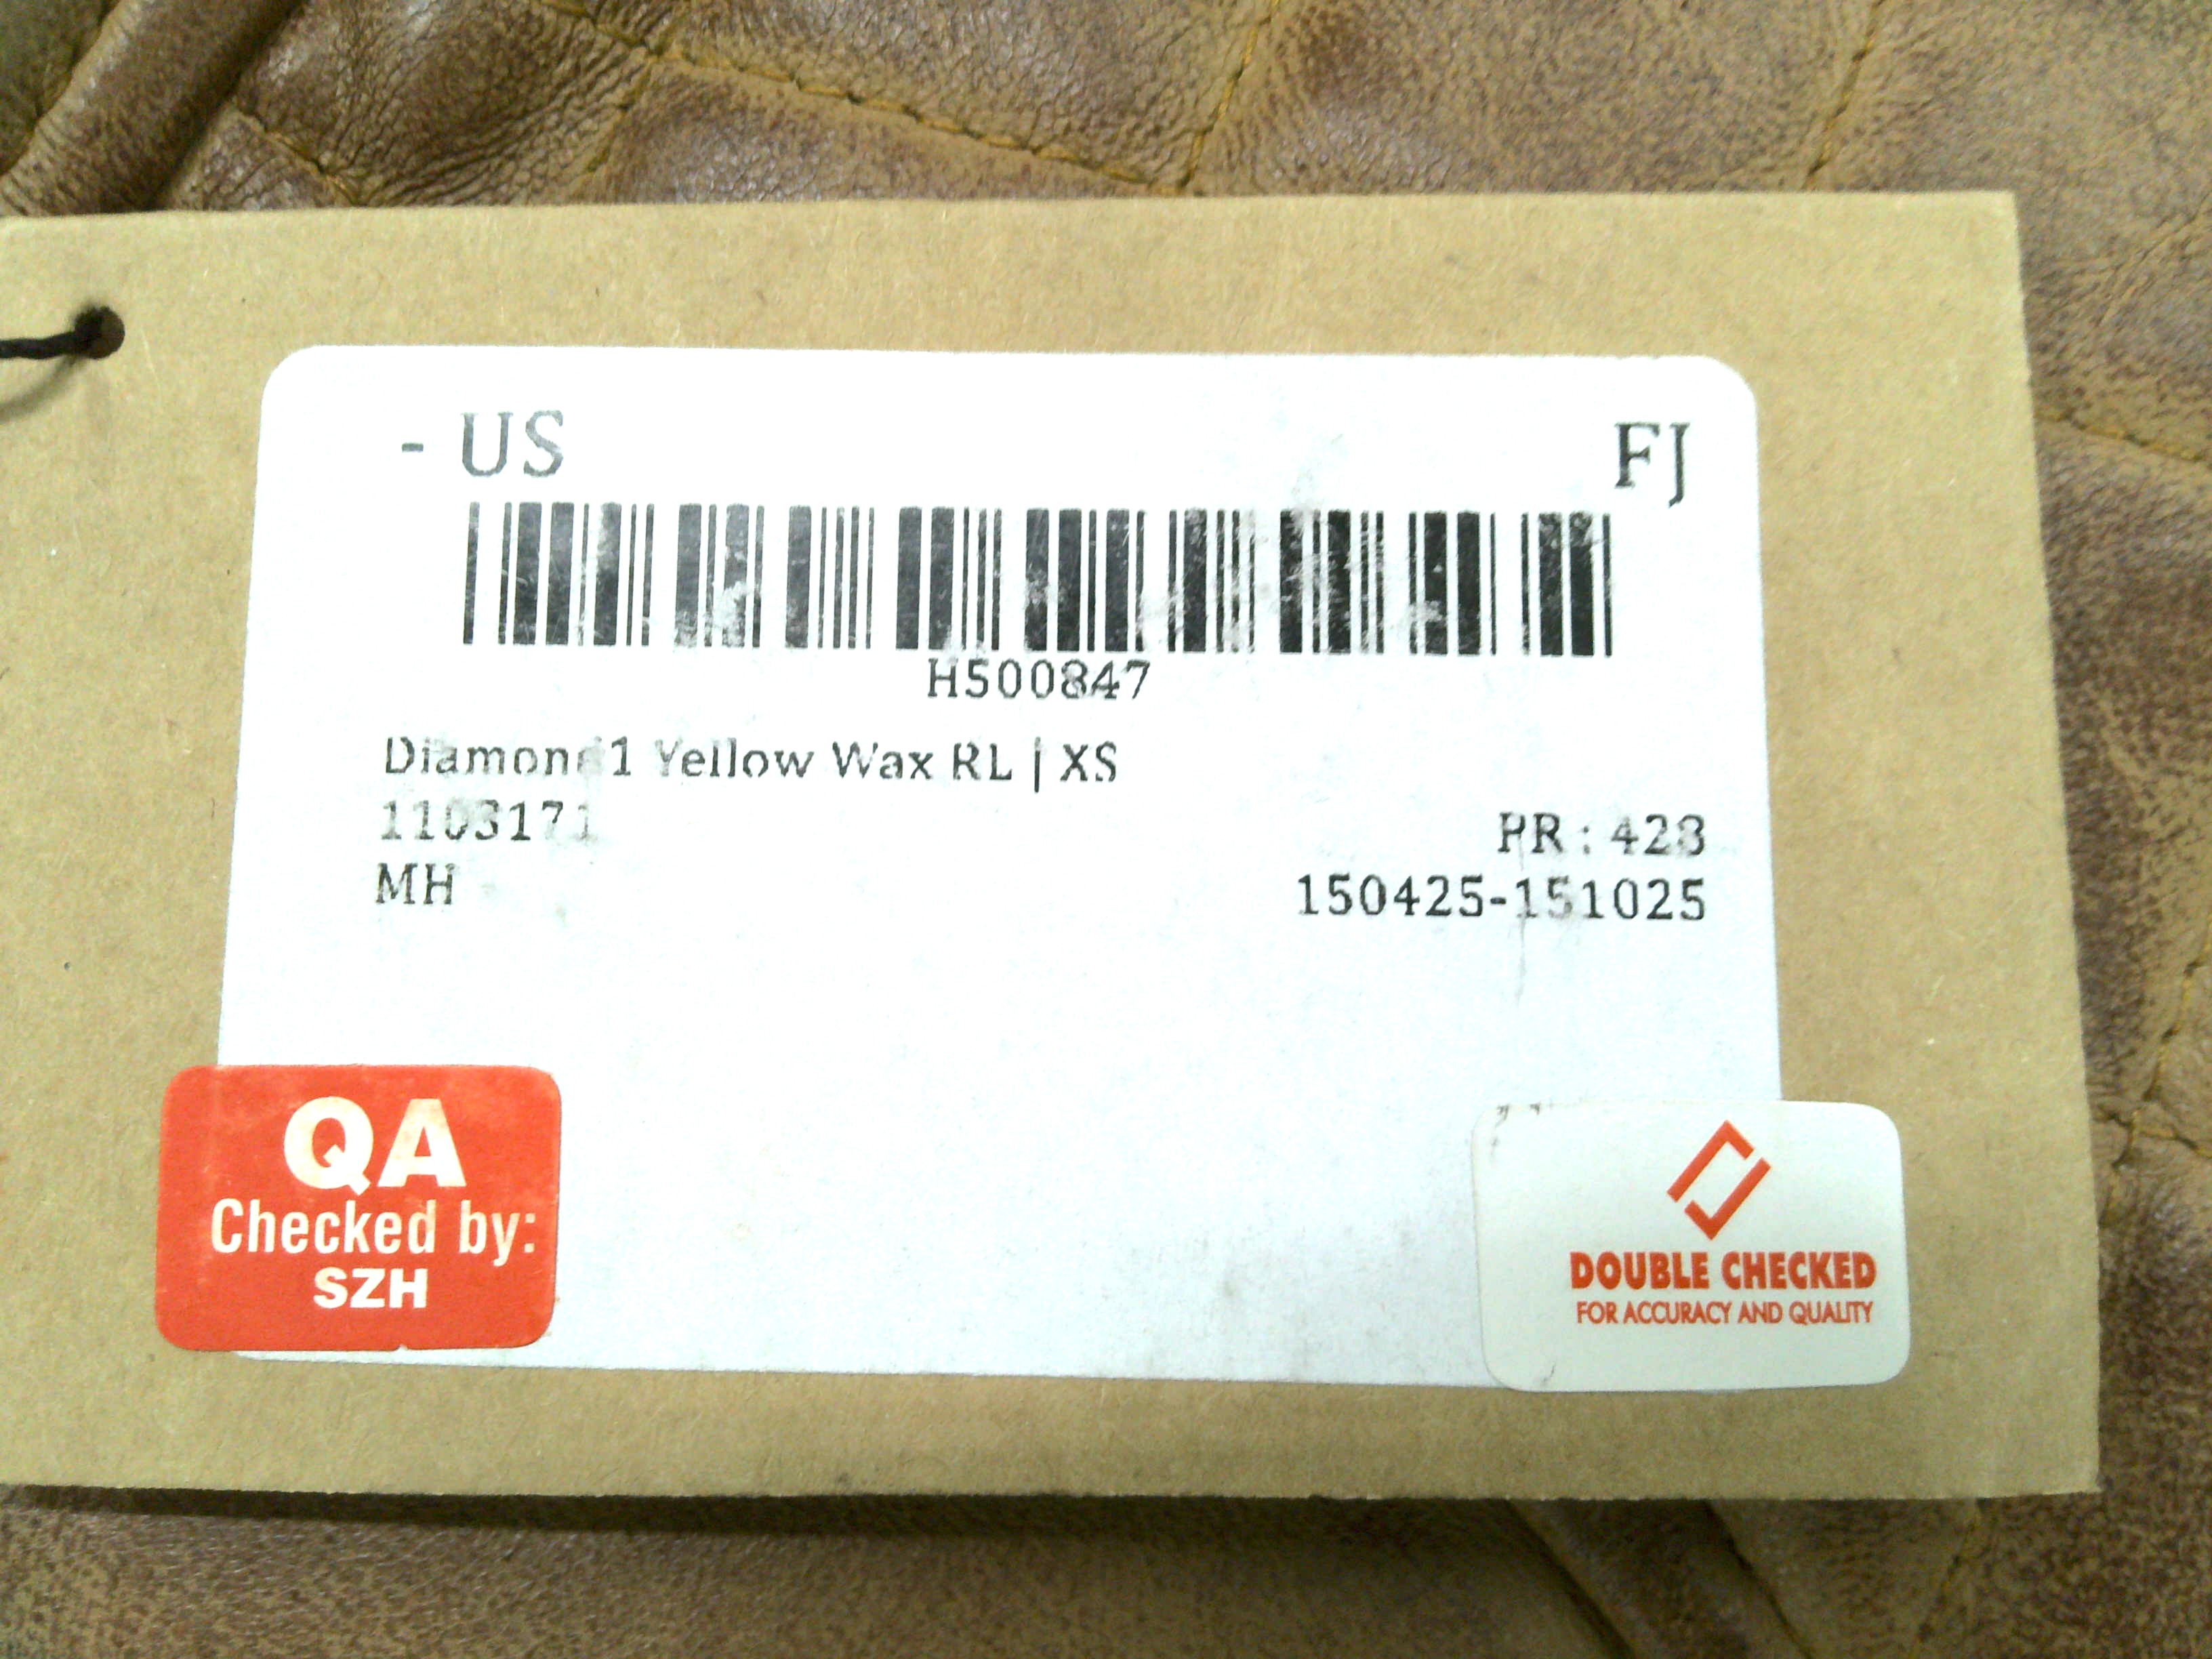 - US FJ
H500847
Diamond1 Yellow Wax RL | XS
1103171
PR : 428
MH 150425-151025
QA
Checked by:
SZH
DOUBLE CHECKED
FOR ACCURACY AND QUALITY